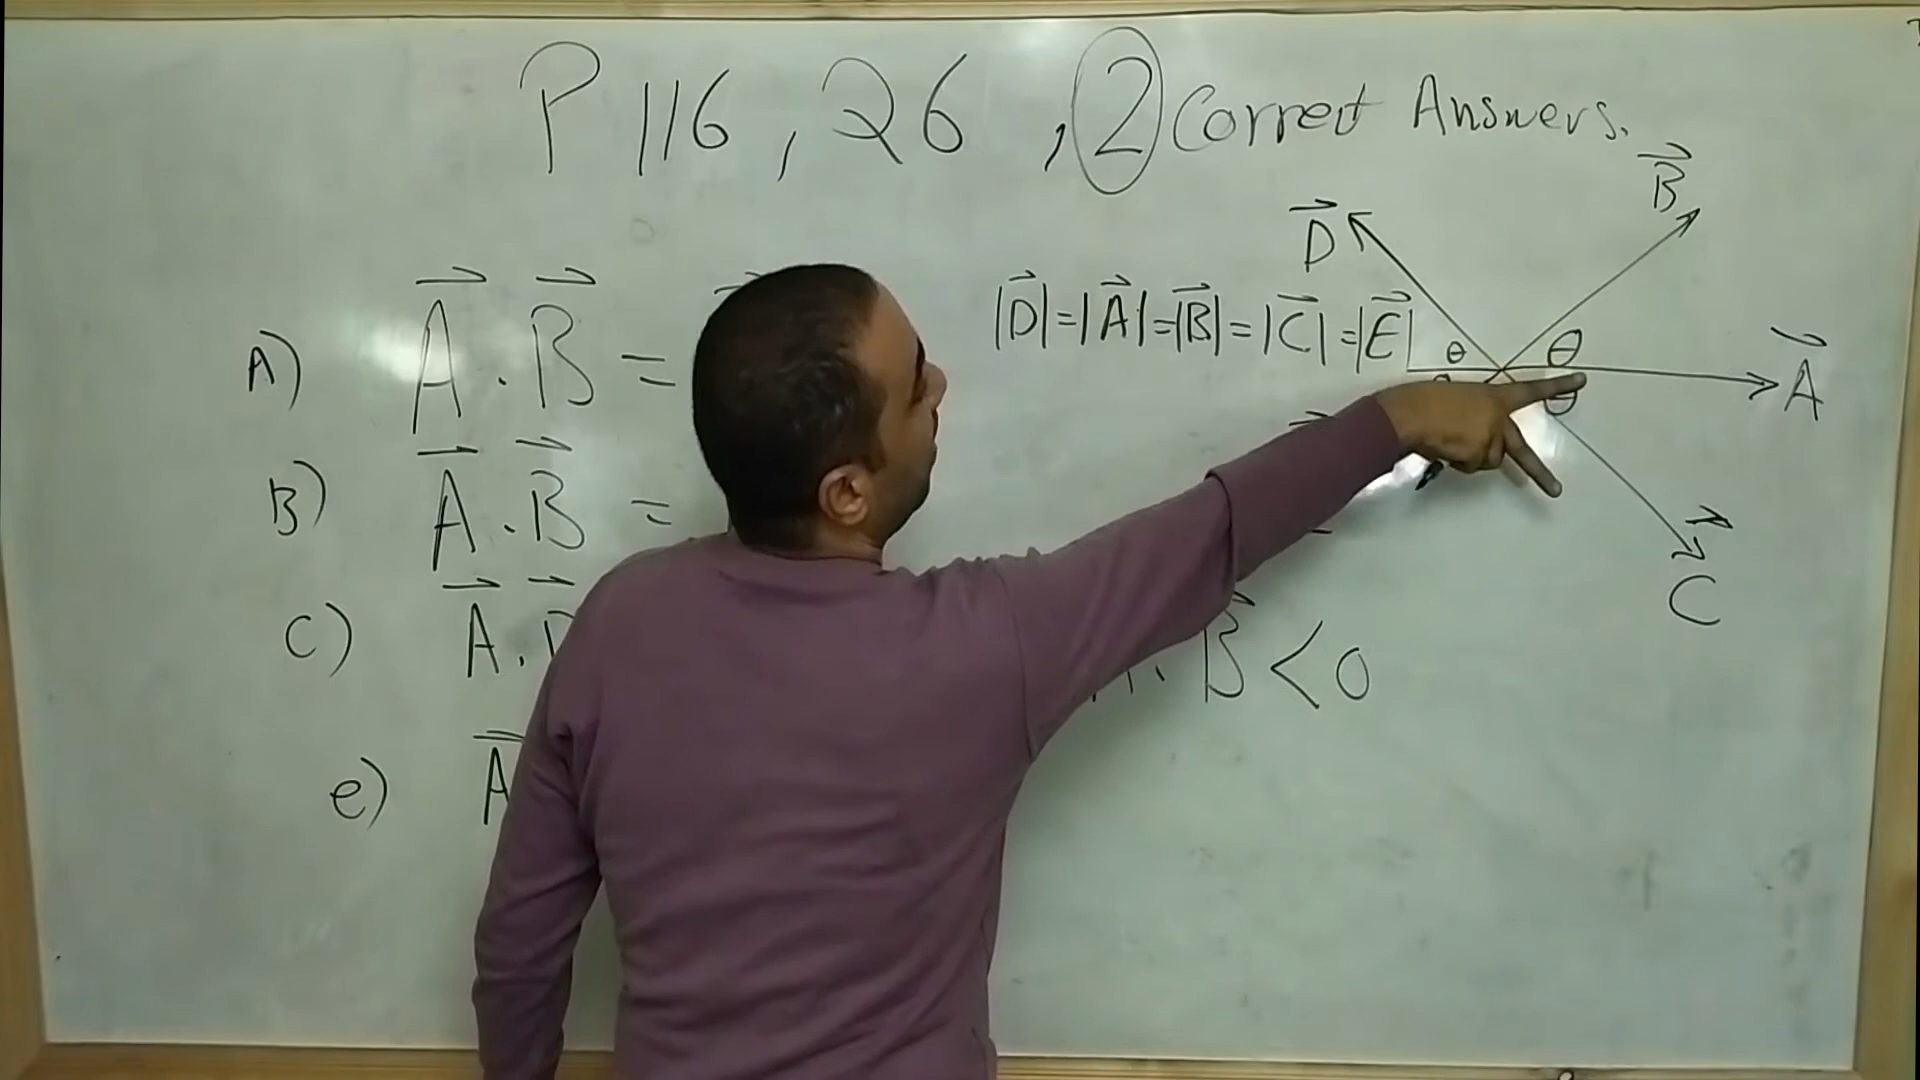 P 116, 26, 2 Correct Answers.
B
D
|D|=|A|=|B|=|C|=|E|
θ θ
A
θ
C
A) A . B =
B) A . B =
C) A .
B < 0
e) A